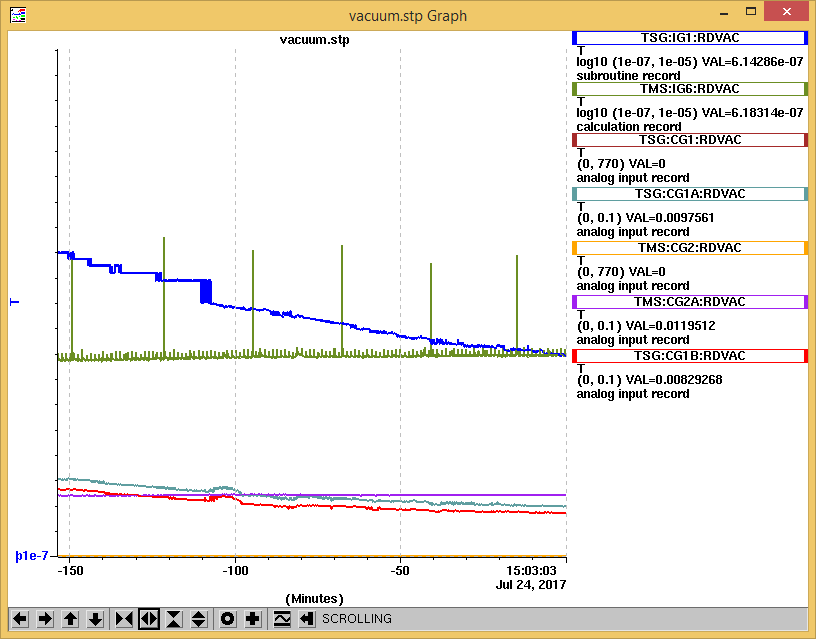 vacuum.stp Graph
vacuum.stp
TSG:IG1:RDVAC
T
log10 (1e-07, 1e-05) VAL=6.14286e-07
subroutine record
TMS:IG6:RDVAC
T
log10 (1e-07, 1e-05) VAL=6.18314e-07
calculation record
TSG:CG1:RDVAC
T
(0, 770) VAL=0
analog input record
TSG:CG1A:RDVAC
T
(0, 0.1) VAL=0.0097561
analog input record
TMS:CG2:RDVAC
T
(0, 770) VAL=0
analog input record
TMS:CG2A:RDVAC
T
(0, 0.1) VAL=0.0119512
analog input record
TSG:CG1B:RDVAC
T
(0, 0.1) VAL=0.00829268
analog input record
T
1e-7
-150
-100
-50
15:03:03
Jul 24, 2017
(Minutes)
SCROLLING